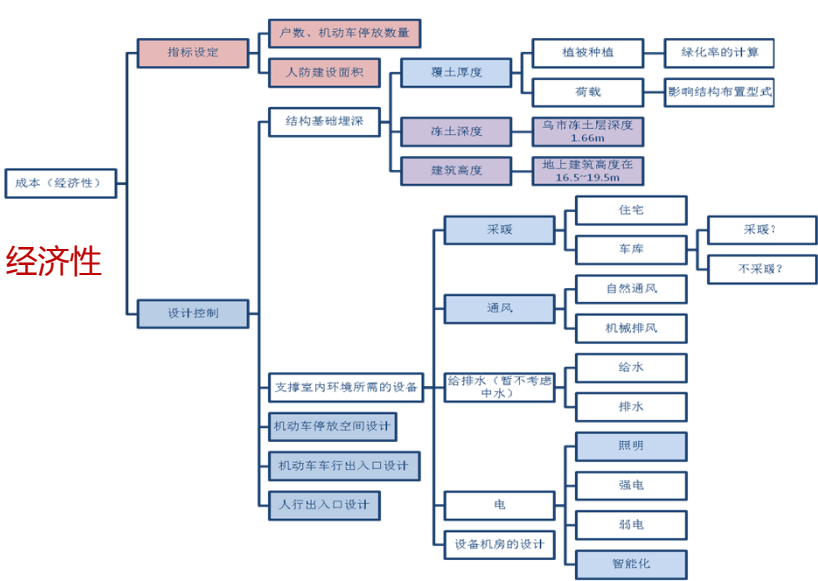 户数、机动车停放数量
指标设定
人防建设面积
植被种植
绿化率的计算
覆土厚度
荷载
影响结构布置型式
结构基础埋深
冻土深度
乌市冻土层深度
1.66m
建筑高度
地上建筑高度在
16.5~19.5m
成本（经济性）
经济性
住宅
采暖
车库
采暖？
不采暖？
自然通风
通风
机械排风
设计控制
给水
支撑室内环境所需的设备
给排水（暂不考虑
中水）
排水
机动车停放空间设计
照明
机动车车行出入口设计
强电
人行出入口设计
电
弱电
设备机房的设计
智能化